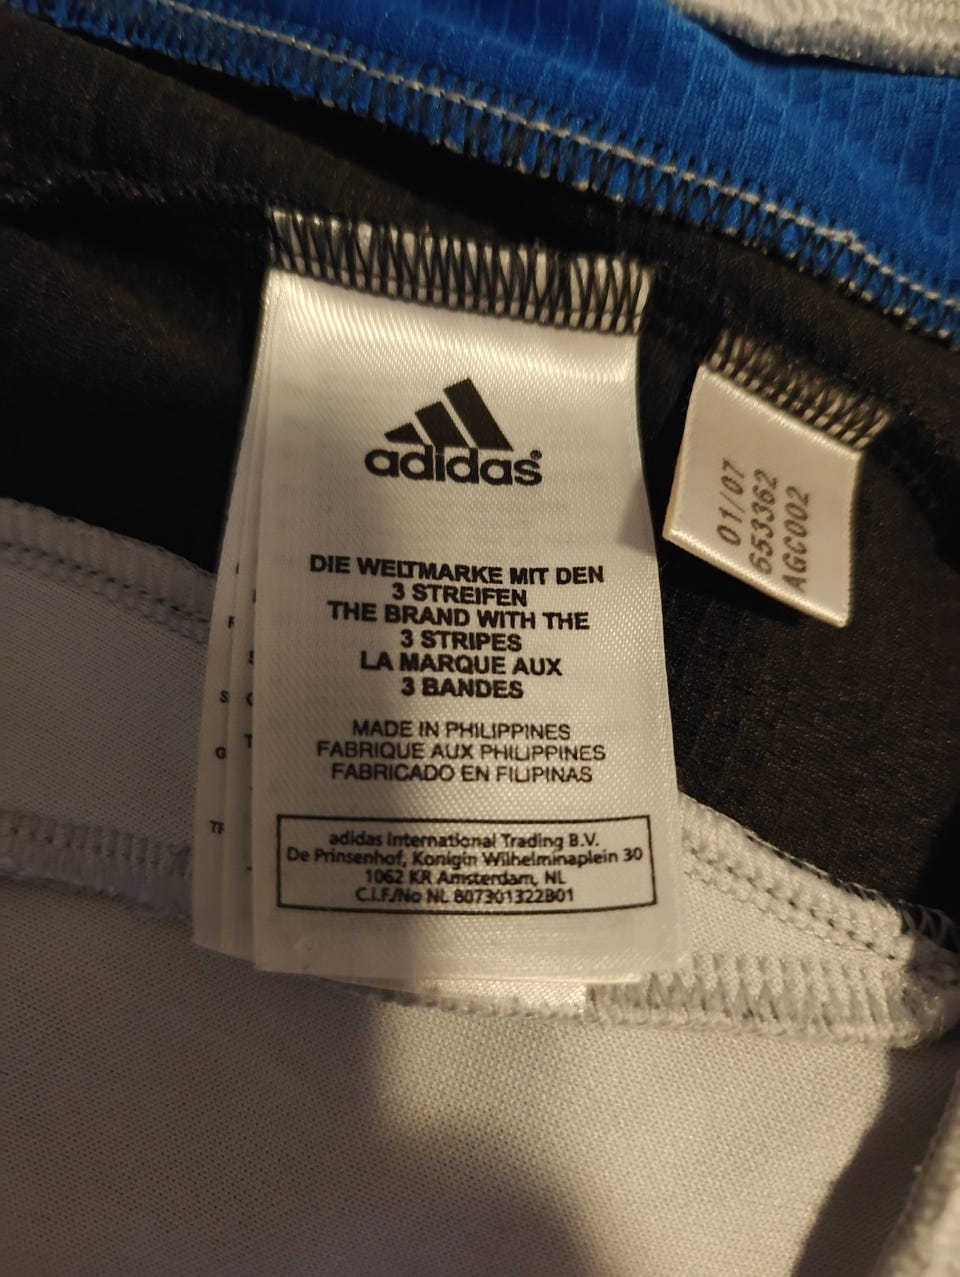 adidas®
DIE WELTMARKE MIT DEN
3 STREIFEN
THE BRAND WITH THE
3 STRIPES
LA MARQUE AUX
3 BANDES
MADE IN PHILIPPINES
FABRIQUE AUX PHILIPPINES
FABRICADO EN FILIPINAS
adidas International Trading B.V.
De Prinsenhof, Konigin Wilhelminaplein 30
1062 KR Amsterdam, NL
C.I.F./No NL 807301322B01
01/07
653362
AGC002